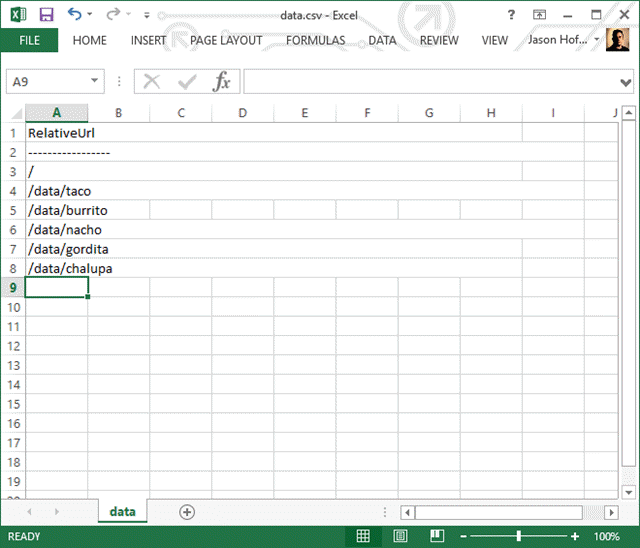 data.csv - Excel
?
FILE HOME INSERT PAGE LAYOUT FORMULAS DATA REVIEW VIEW Jason Hof...
A9 fx
A B C D E F G H I J
1 RelativeUrl
2 -----------------
3 /
4 /data/taco
5 /data/burrito
6 /data/nacho
7 /data/gordita
8 /data/chalupa
9
10
11
12
13
14
15
16
17
18
19
20
data
READY 100%